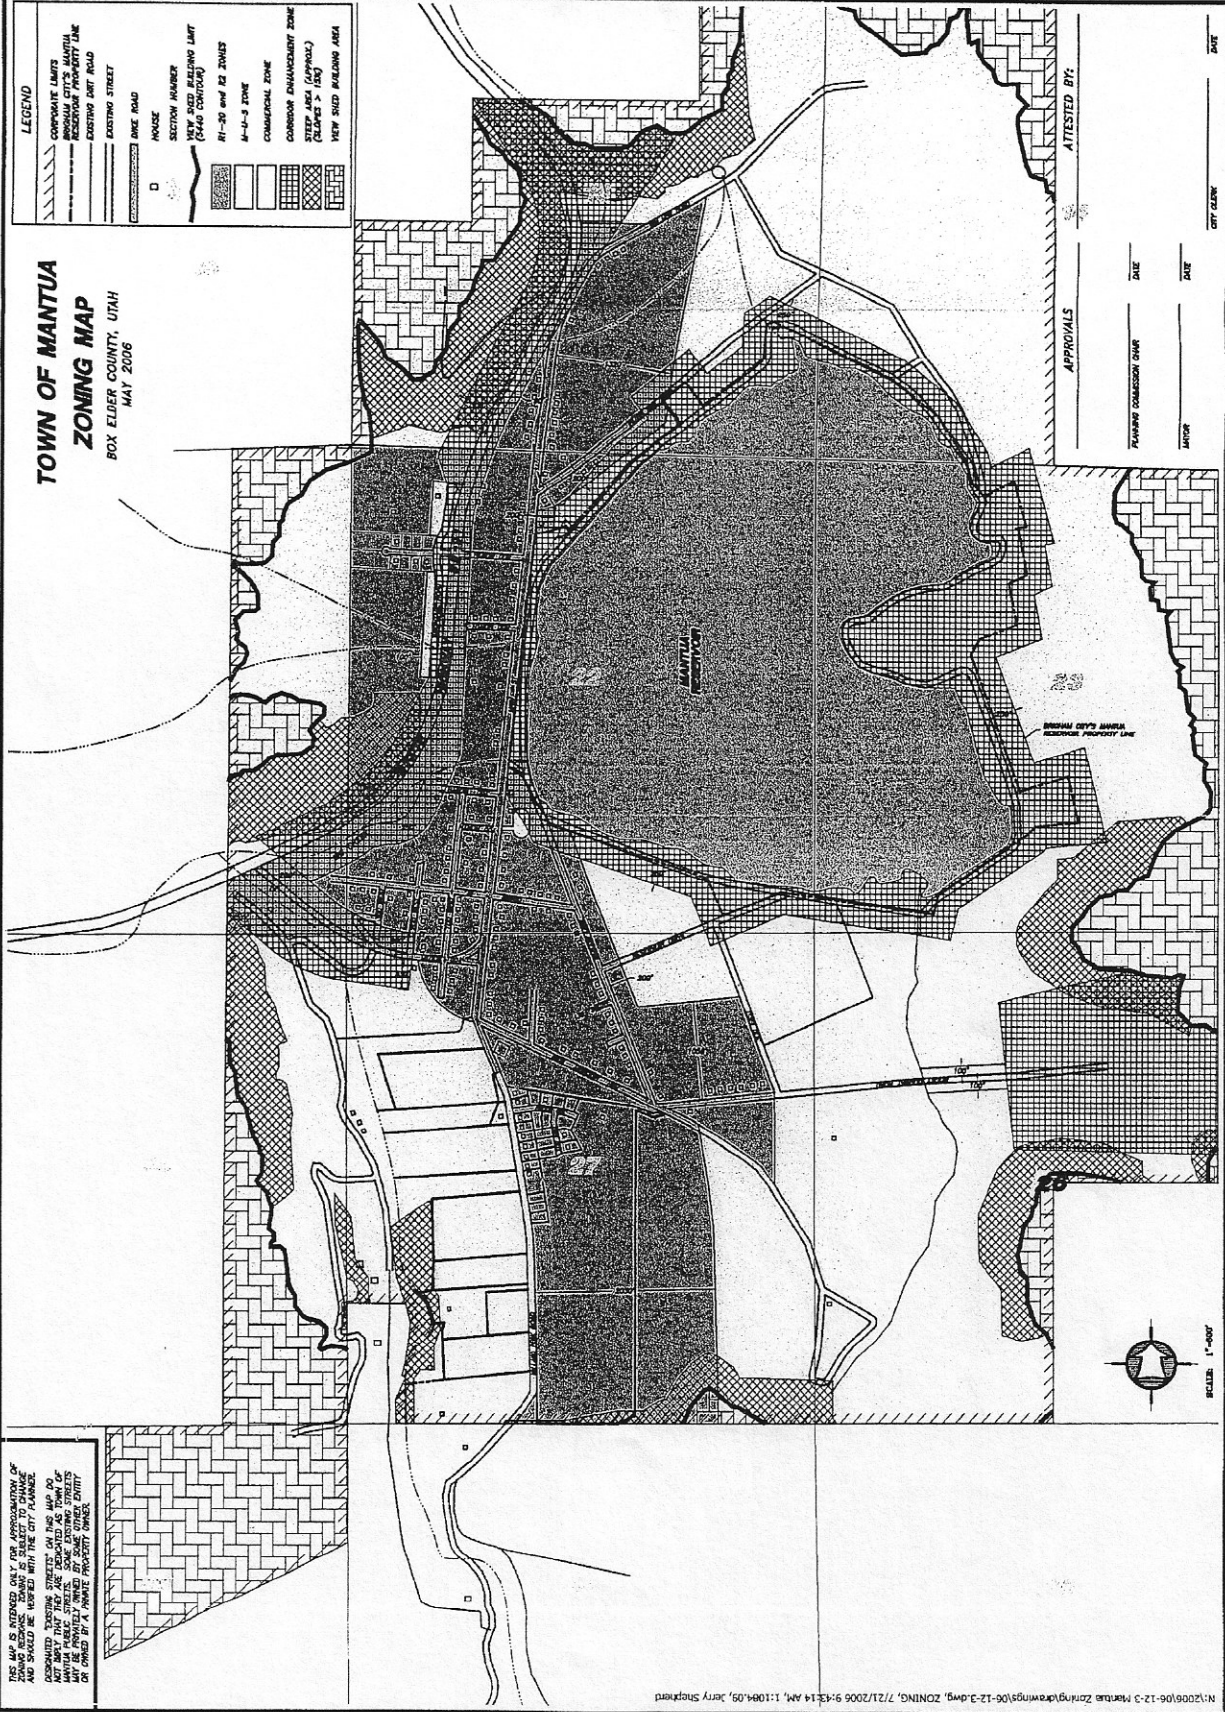 TOWN OF MANTUA
ZONING MAP
BOX ELDER COUNTY, UTAH
MAY 2006
LEGEND
CORPORATE LIMITS
BRIGHAM CITY'S MANTUA
RESERVOIR PROPERTY LINE
EXISTING DIRT ROAD
EXISTING STREET
DIKE ROAD
HOUSE
SECTION NUMBER
VIEW SHED BUILDING LIMIT
(5440 CONTOUR)
R1-20 and R2 ZONES
M-U-5 ZONE
COMMERCIAL ZONE
CORRIDOR ENHANCEMENT ZONE
STEEP AREA (APPROX.)
(SLOPES > 15%)
VIEW SHED BUILDING AREA
THIS MAP IS INTENDED ONLY FOR APPROXIMATION OF
ZONING REGIONS. ZONING IS SUBJECT TO CHANGE
AND SHOULD BE VERIFIED WITH THE CITY PLANNER.
DESIGNATED "EXISTING STREETS" ON THIS MAP DO
NOT IMPLY THAT THEY ARE DEDICATED AS TOWN OF
MANTUA PUBLIC STREETS. SOME EXISTING STREETS
MAY BE PRIVATELY OWNED BY SOME OTHER ENTITY
OR OWNED BY A PRIVATE PROPERTY OWNER.
22
MANTUA
RESERVOIR
23
BRIGHAM CITY'S MANTUA
RESERVOIR PROPERTY LINE
27
26
300'
100'
100'
APPROVALS
PLANNING COMMISSION CHAIR
DATE
MAYOR
DATE
ATTESTED BY:
CITY CLERK
DATE
SCALE: 1"=600'
N:\2006\06-12-3 Mantua Zoning\drawings\06-12-3.dwg, ZONING, 7/21/2006 9:43:14 AM, 1:11084.09, Jerry Shepherd